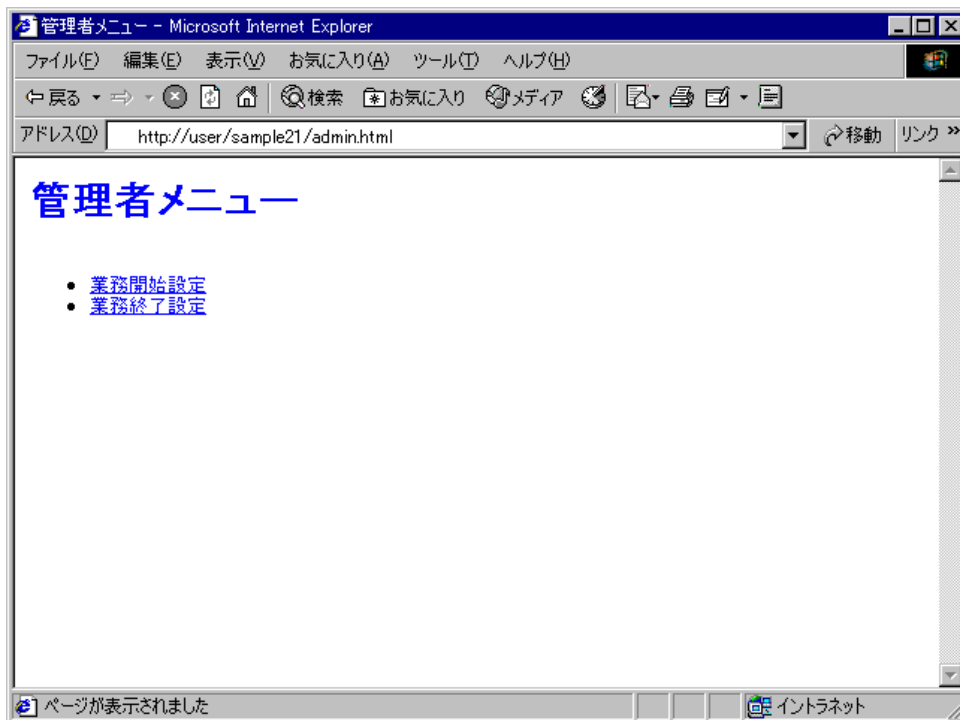 管理者メニュー - Microsoft Internet Explorer
ファイル(F) 編集(E) 表示(V) お気に入り(A) ツール(T) ヘルプ(H)
戻る 検索 お気に入り メディア
アドレス(D) http://user/sample21/admin.html 移動 リンク »
管理者メニュー
• 業務開始設定
• 業務終了設定
ページが表示されました イントラネット